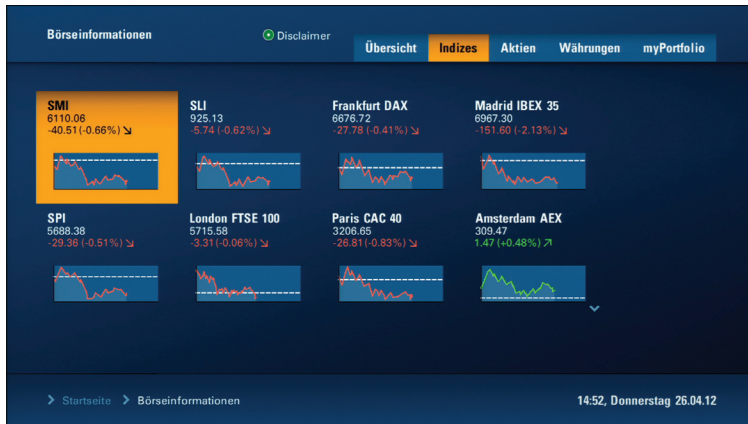 Börseinformationen
Disclaimer
Übersicht Indizes Aktien Währungen myPortfolio
SMI
6110.06
-40.51 (-0.66%)
SLI
925.13
-5.74 (-0.62%)
Frankfurt DAX
6676.72
-27.78 (-0.41%)
Madrid IBEX 35
6967.30
-151.60 (-2.13%)
SPI
5688.38
-29.36 (-0.51%)
London FTSE 100
5715.58
-3.31 (-0.06%)
Paris CAC 40
3206.65
-26.81 (-0.83%)
Amsterdam AEX
309.47
1.47 (+0.48%)
Startseite Börseinformationen
14:52, Donnerstag 26.04.12